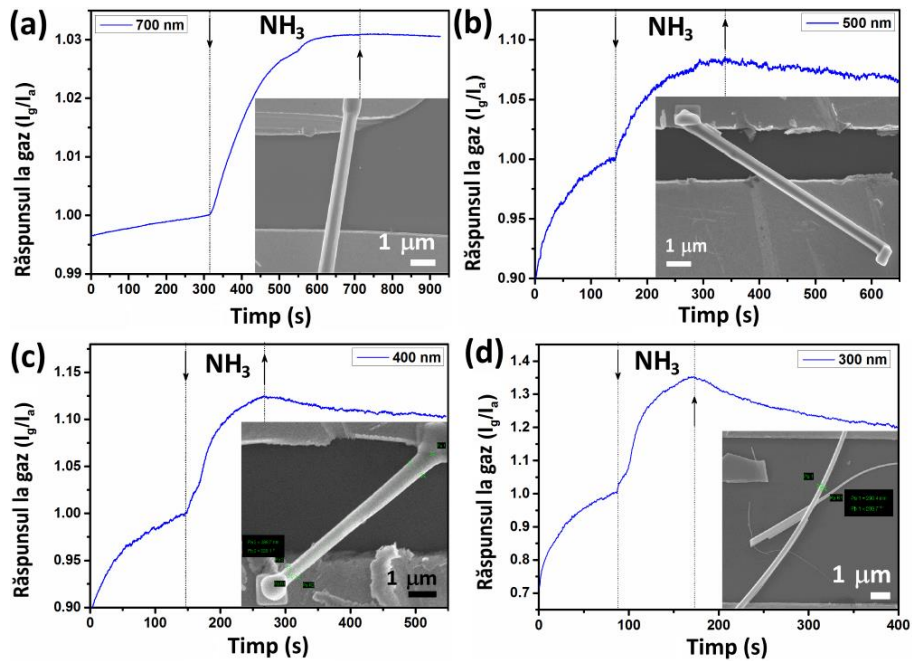 (a)
700 nm
NH₃
Răspunsul la gaz (Ig/Ia)
1.03
1.02
1.01
1.00
0.99
0 100 200 300 400 500 600 700 800 900
Timp (s)
1 μm
(b)
500 nm
NH₃
Răspunsul la gaz (Ig/Ia)
1.10
1.05
1.00
0.95
0.90
0 100 200 300 400 500 600
Timp (s)
1 μm
(c)
400 nm
NH₃
Răspunsul la gaz (Ig/Ia)
1.15
1.10
1.05
1.00
0.95
0.90
0 100 200 300 400 500
Timp (s)
1 μm
(d)
300 nm
NH₃
Răspunsul la gaz (Ig/Ia)
1.4
1.3
1.2
1.1
1.0
0.9
0.8
0.7
0 100 200 300 400
Timp (s)
1 μm